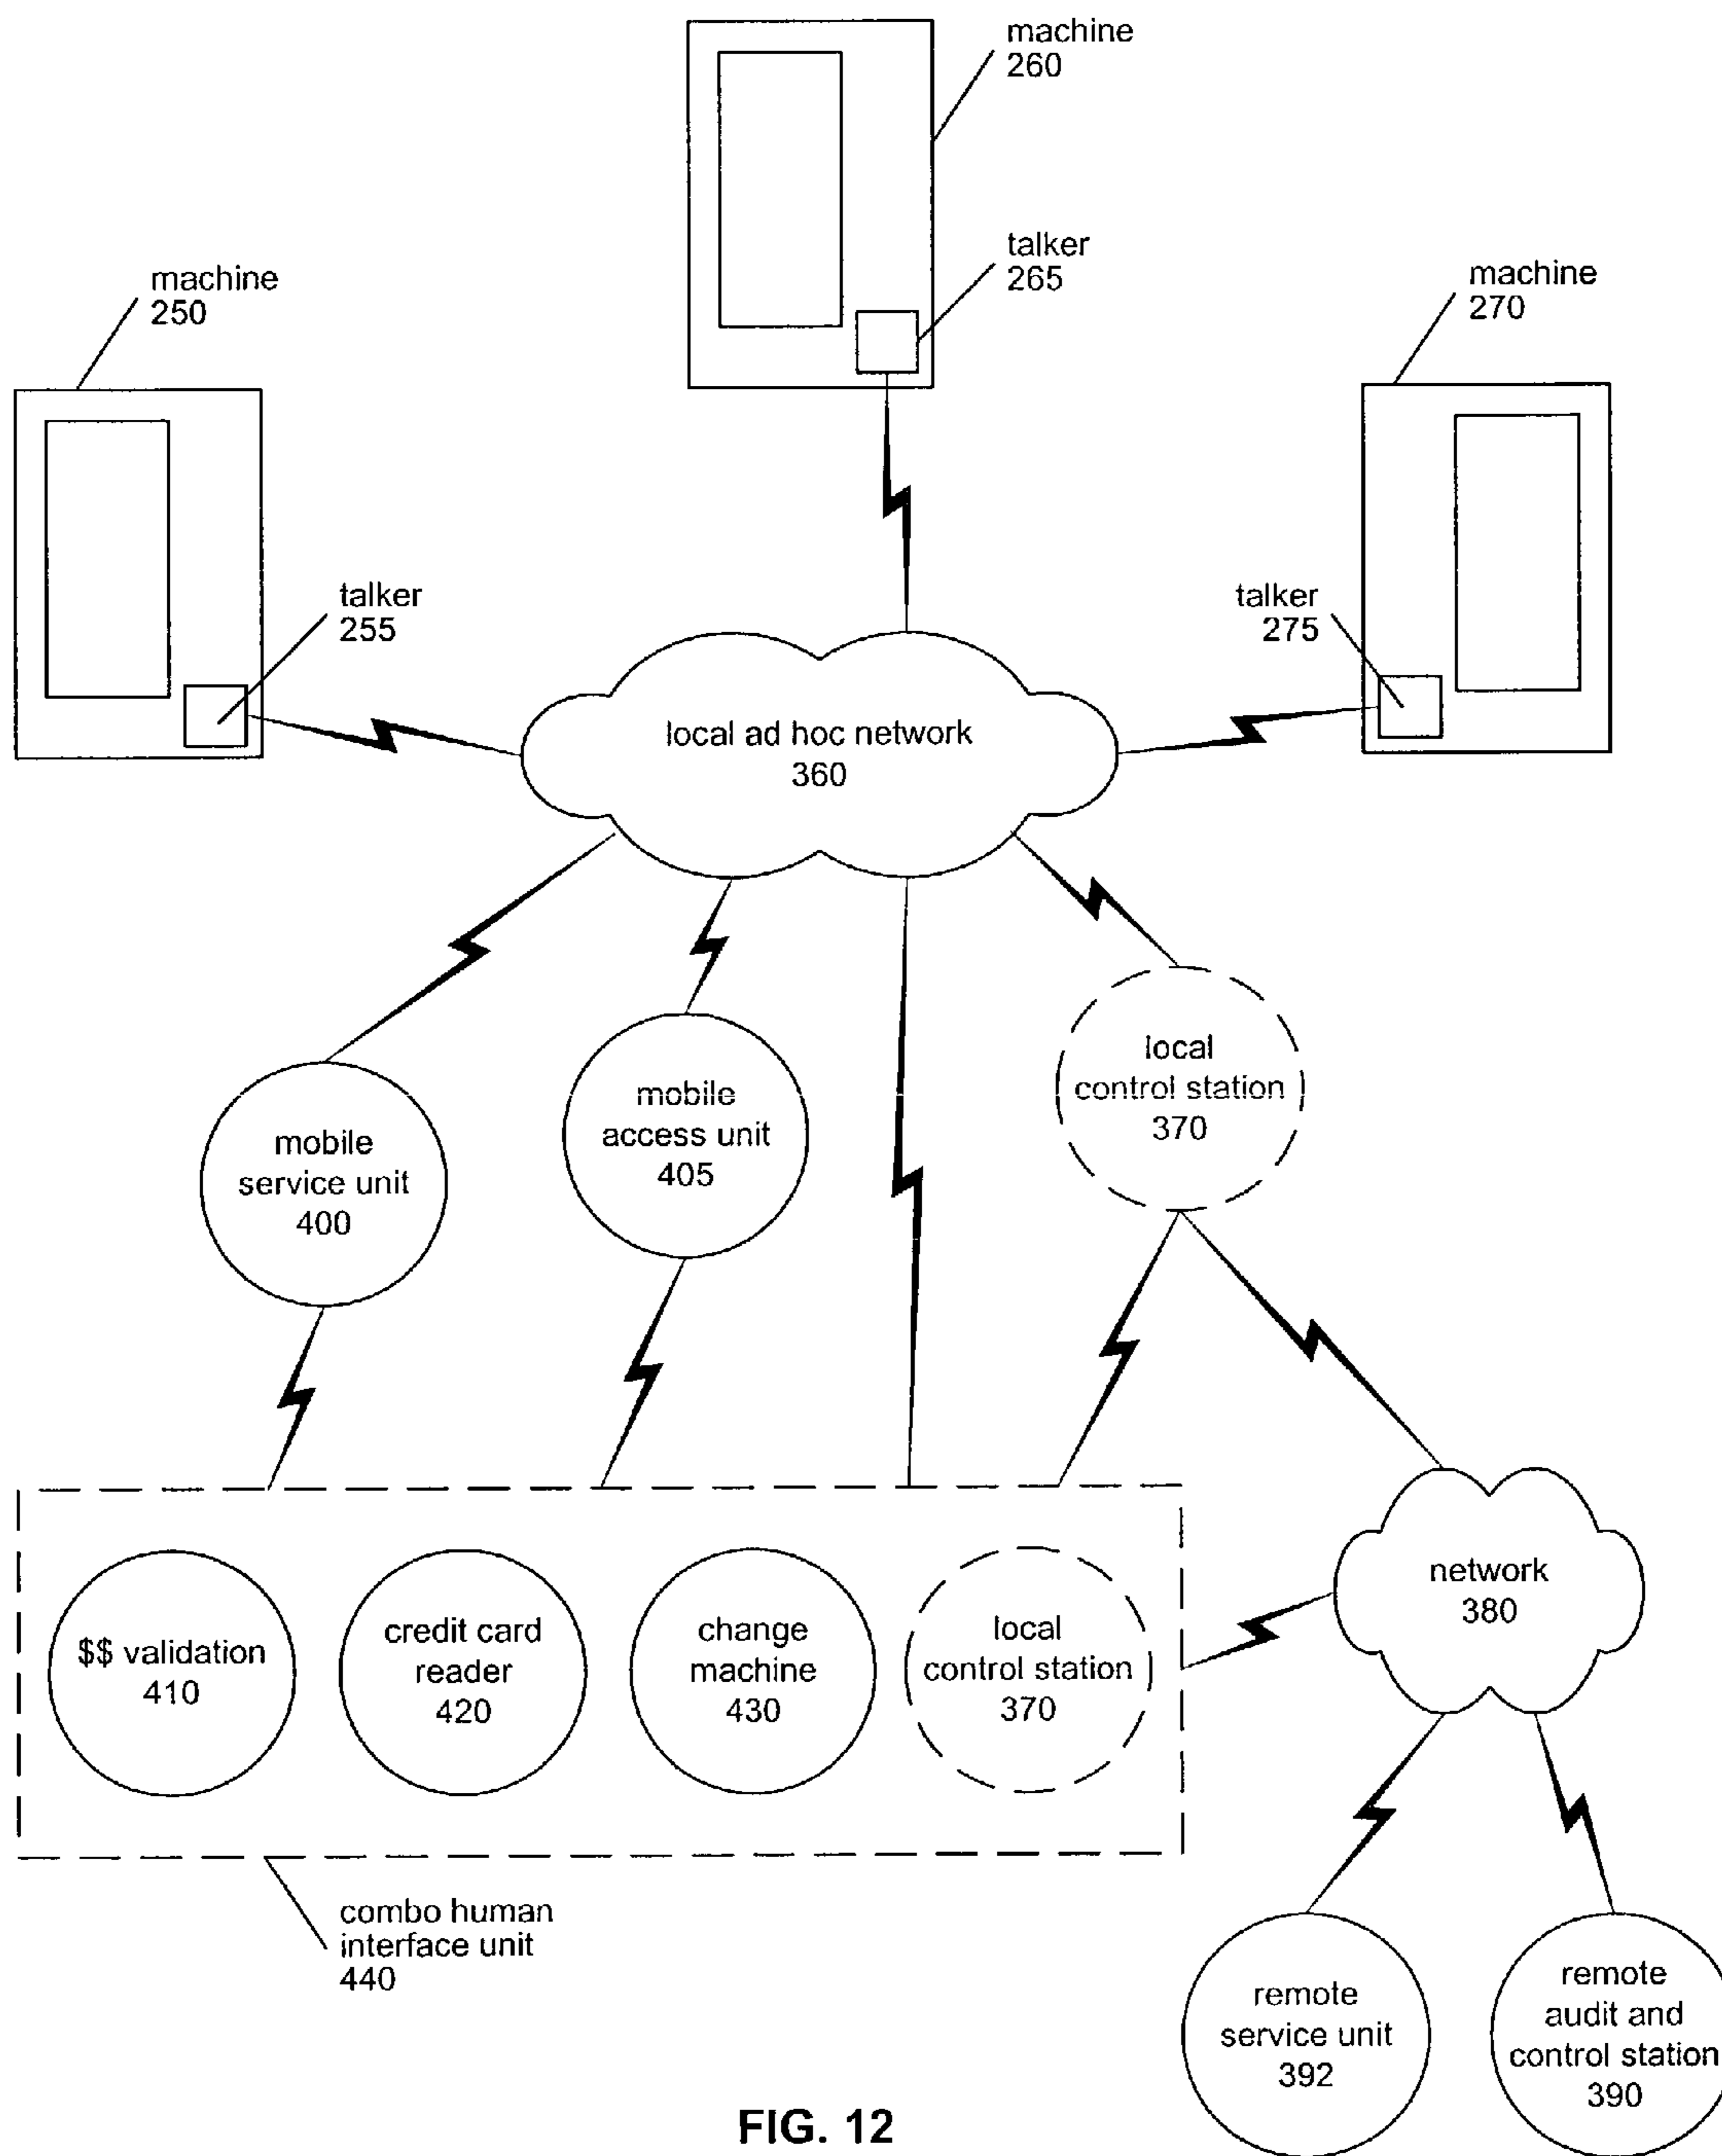 machine
260
talker
265
machine
250
machine
270
talker
255
talker
275
local ad hoc network
360
local
control station
370
mobile
access unit
405
mobile
service unit
400
$$ validation
410
credit card
reader
420
change
machine
430
local
control station
370
network
380
combo human
interface unit
440
remote
service unit
392
remote
audit and
control station
390
FIG. 12